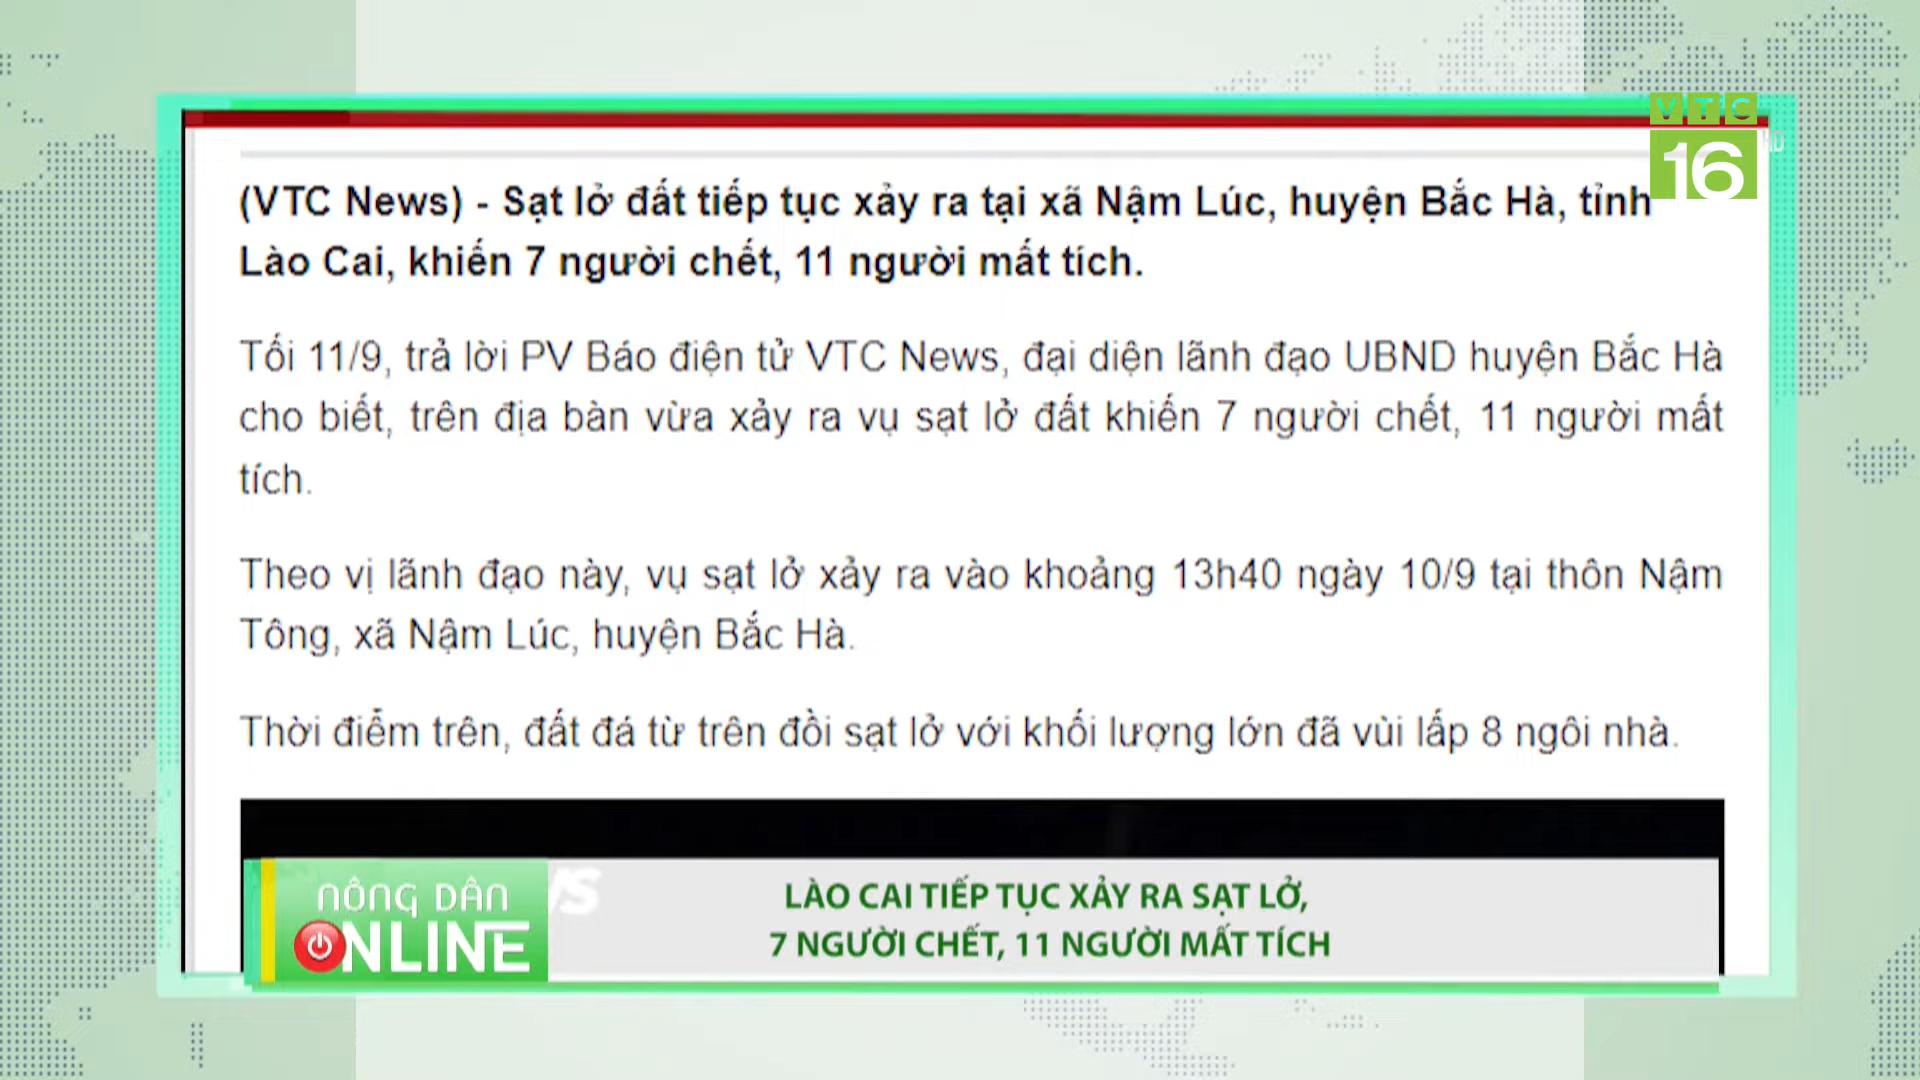 VTC
16
HD
(VTC News) - Sạt lở đất tiếp tục xảy ra tại xã Nậm Lúc, huyện Bắc Hà, tỉnh
Lào Cai, khiến 7 người chết, 11 người mất tích.
Tối 11/9, trả lời PV Báo điện tử VTC News, đại diện lãnh đạo UBND huyện Bắc Hà
cho biết, trên địa bàn vừa xảy ra vụ sạt lở đất khiến 7 người chết, 11 người mất
tích.
Theo vị lãnh đạo này, vụ sạt lở xảy ra vào khoảng 13h40 ngày 10/9 tại thôn Nậm
Tông, xã Nậm Lúc, huyện Bắc Hà.
Thời điểm trên, đất đá từ trên đồi sạt lở với khối lượng lớn đã vùi lấp 8 ngôi nhà.
NÔNG DÂN
ONLINE
LÀO CAI TIẾP TỤC XẢY RA SẠT LỞ,
7 NGƯỜI CHẾT, 11 NGƯỜI MẤT TÍCH